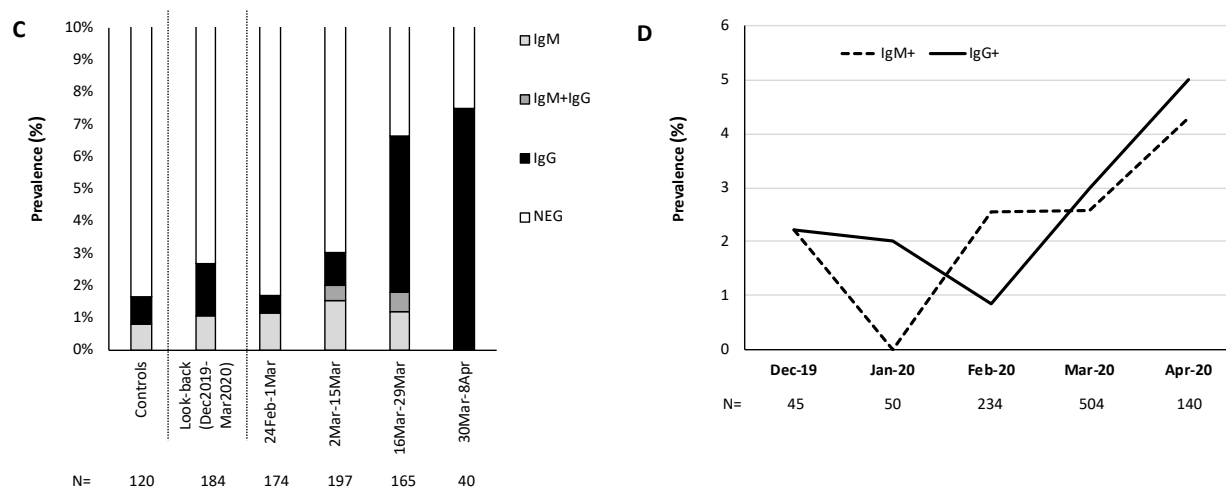 C
Prevalence (%)
10%
9%
8%
7%
6%
5%
4%
3%
2%
1%
0%
IgM
IgM+IgG
IgG
NEG
Controls
Look-back
(Dec2019-
Mar2020)
24Feb-1Mar
2Mar-15Mar
16Mar-29Mar
30Mar-8Apr
N= 120 184 174 197 165 40
D
Prevalence (%)
6
5
4
3
2
1
0
IgM+ IgG+
Dec-19 Jan-20 Feb-20 Mar-20 Apr-20
N= 45 50 234 504 140